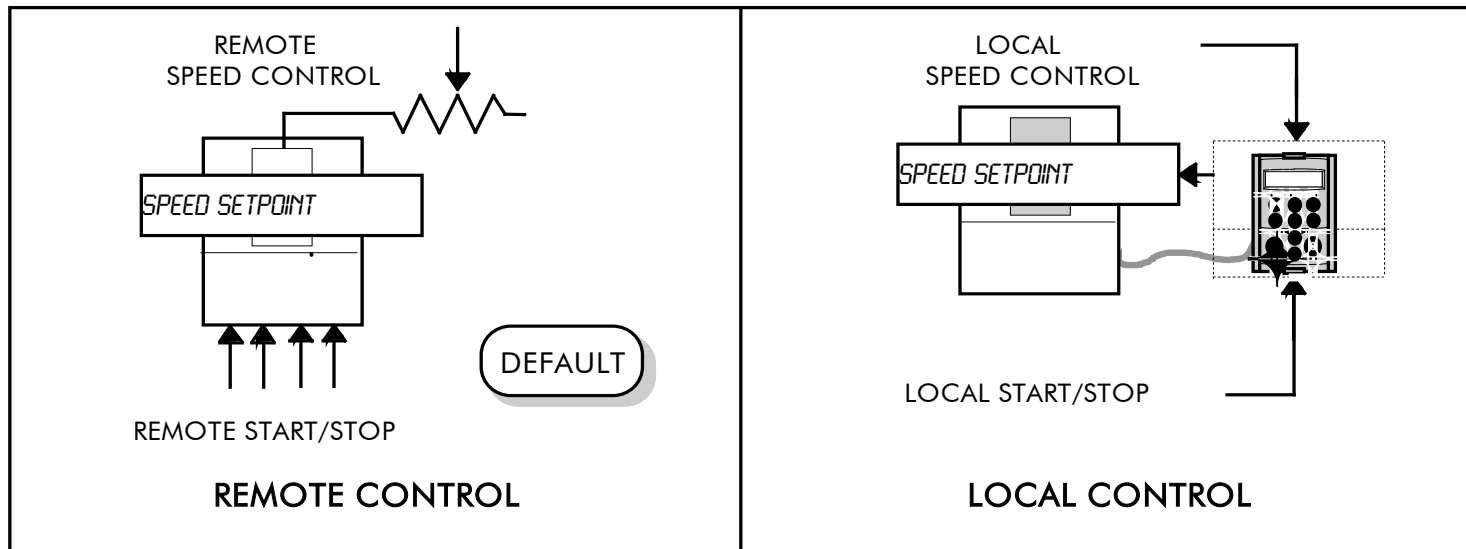 REMOTE
SPEED CONTROL
SPEED SETPOINT
DEFAULT
REMOTE START/STOP
REMOTE CONTROL
LOCAL
SPEED CONTROL
SPEED SETPOINT
LOCAL START/STOP
LOCAL CONTROL